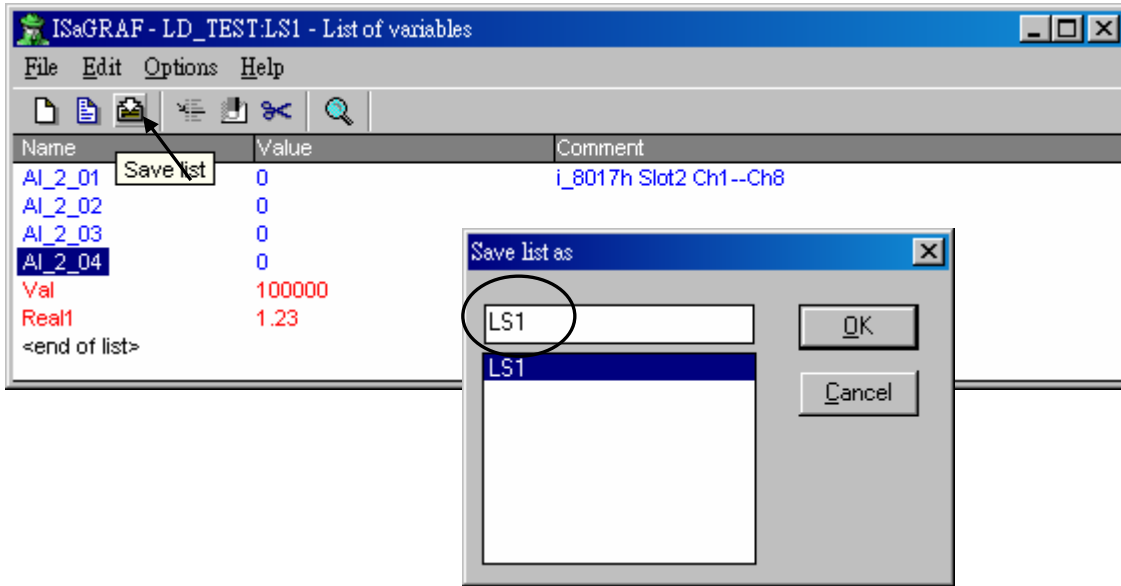 ISaGRAF - LD_TEST:LS1 - List of variables
File Edit Options Help
Name Value Comment
Save list
AI_2_01 0 i_8017h Slot2 Ch1--Ch8
AI_2_02 0
AI_2_03 0
AI_2_04 0
Val 100000
Real1 1.23
<end of list>
Save list as
LS1
OK
LS1
Cancel